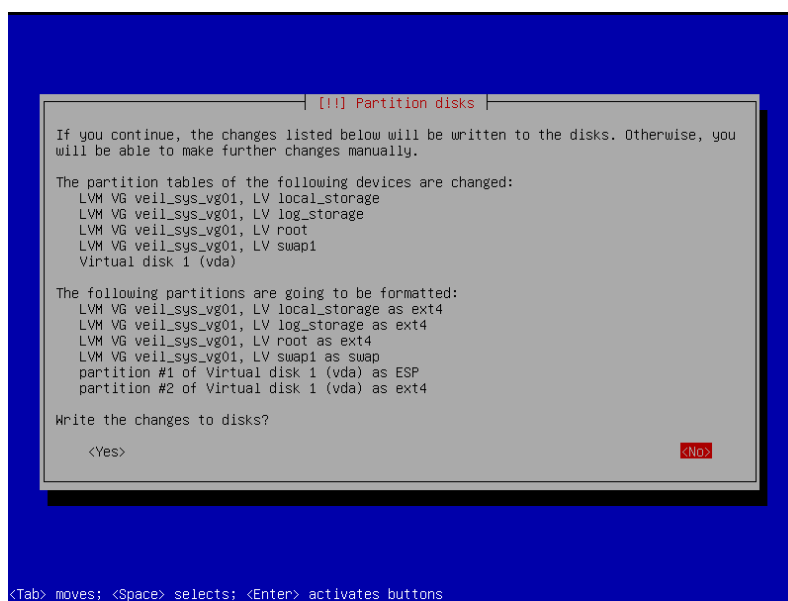 [!!] Partition disks
If you continue, the changes listed below will be written to the disks. Otherwise, you
will be able to make further changes manually.
The partition tables of the following devices are changed:
LVM VG veil_sys_vg01, LV local_storage
LVM VG veil_sys_vg01, LV log_storage
LVM VG veil_sys_vg01, LV root
LVM VG veil_sys_vg01, LV swap1
Virtual disk 1 (vda)
The following partitions are going to be formatted:
LVM VG veil_sys_vg01, LV local_storage as ext4
LVM VG veil_sys_vg01, LV log_storage as ext4
LVM VG veil_sys_vg01, LV root as ext4
LVM VG veil_sys_vg01, LV swap1 as swap
partition #1 of Virtual disk 1 (vda) as ESP
partition #2 of Virtual disk 1 (vda) as ext4
Write the changes to disks?
<Yes> <No>
<Tab> moves; <Space> selects; <Enter> activates buttons